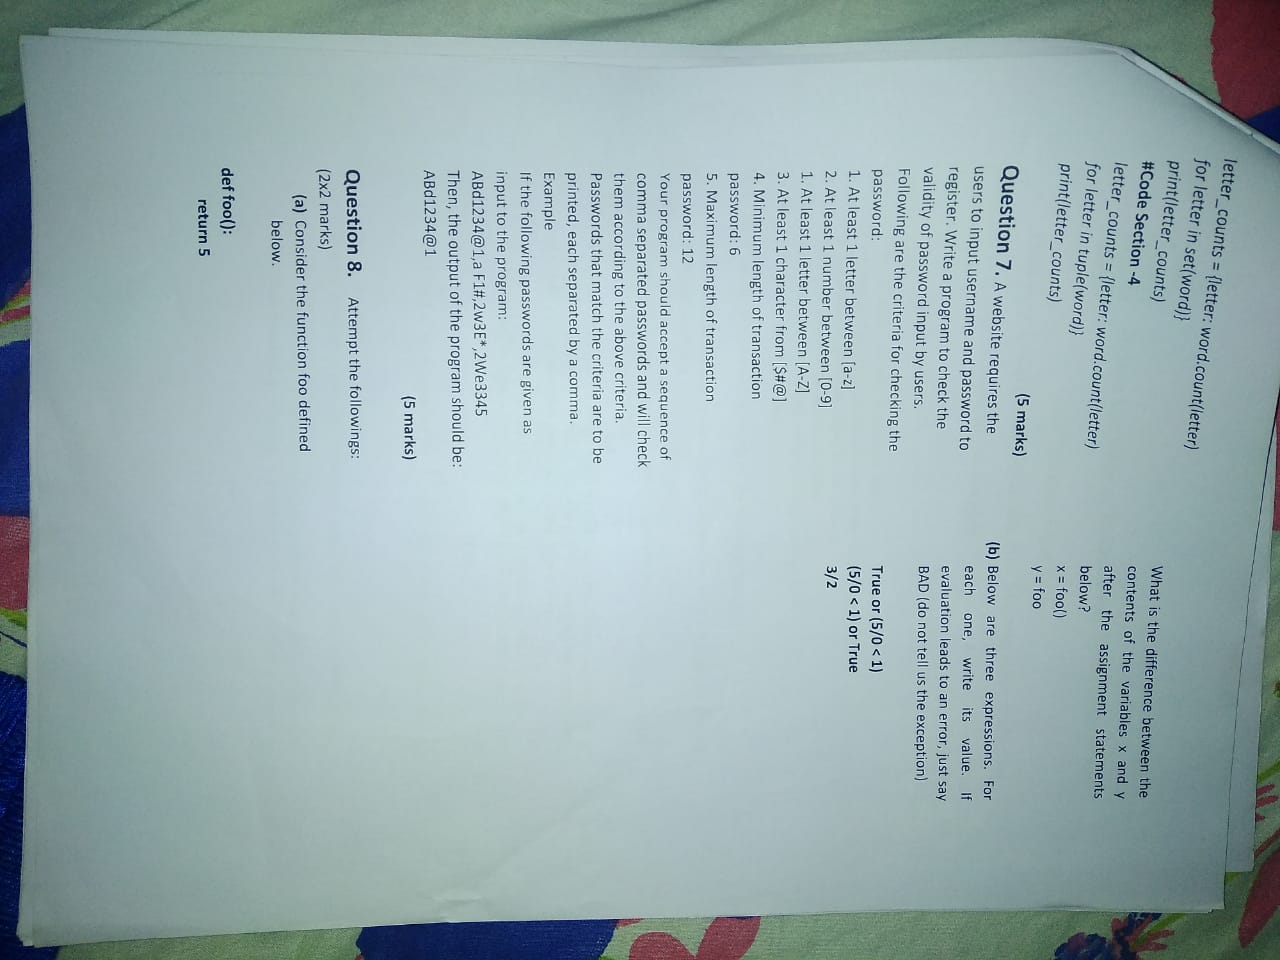 letter_counts = {letter: word.count(letter)
for letter in set(word)}
print(letter_counts)
#Code Section -4
letter_counts = {letter: word.count(letter)
for letter in tuple(word)}
print(letter_counts)
(5 marks)
Question 7. A website requires the
users to input username and password to
register. Write a program to check the
validity of password input by users.
Following are the criteria for checking the
password:
1. At least 1 letter between [a-z]
2. At least 1 number between [0-9]
1. At least 1 letter between [A-Z]
3. At least 1 character from [$#@]
4. Minimum length of transaction
password: 6
5. Maximum length of transaction
password: 12
Your program should accept a sequence of
comma separated passwords and will check
them according to the above criteria.
Passwords that match the criteria are to be
printed, each separated by a comma.
Example
If the following passwords are given as
input to the program:
ABd1234@1,a F1#,2w3E*,2We3345
Then, the output of the program should be:
ABd1234@1
(5 marks)
Question 8. Attempt the followings:
(2x2 marks)
(a) Consider the function foo defined
below.
def foo():
return 5
What is the difference between the
contents of the variables x and y
after the assignment statements
below?
x = foo()
y = foo
(b) Below are three expressions. For
each one, write its value. If
evaluation leads to an error, just say
BAD (do not tell us the exception)
True or (5/0 < 1)
(5/0 < 1) or True
3/2